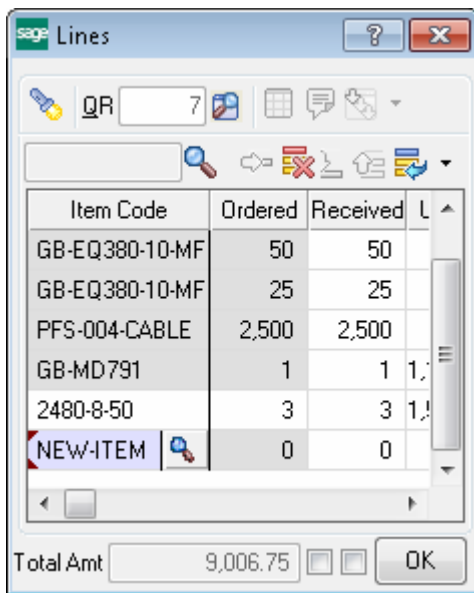 sage Lines
QR 7
Item Code Ordered Received
GB-EQ380-10-MF 50 50
GB-EQ380-10-MF 25 25
PFS-004-CABLE 2,500 2,500
GB-MD791 1 1
2480-8-50 3 3
NEW-ITEM 0 0
Total Amt 9,006.75 OK